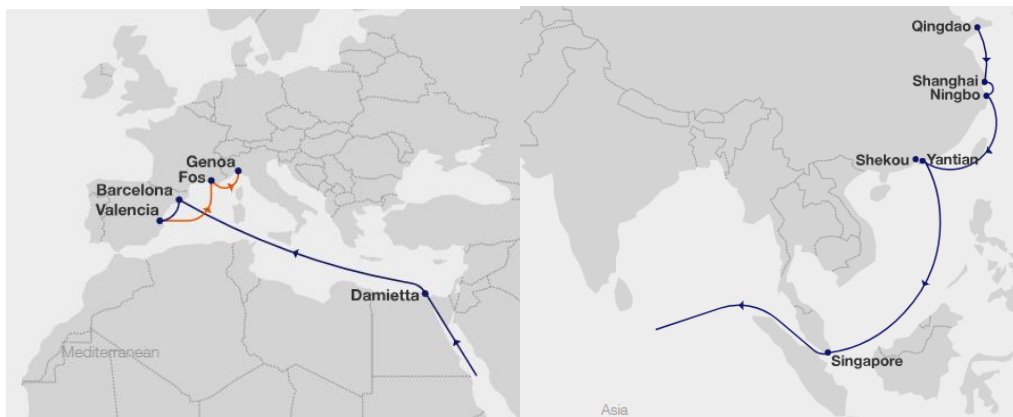 Genoa
Fos
Barcelona
Valencia
Damietta
Mediterranean
Qingdao
Shanghai
Ningbo
Shekou
Yantian
Singapore
Asia